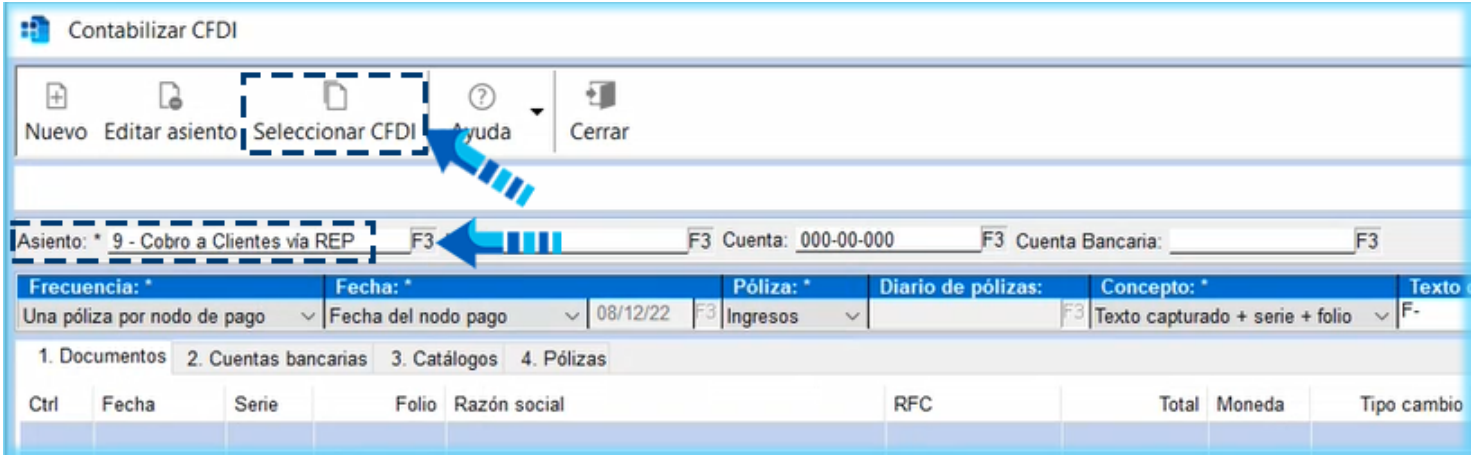 Contabilizar CFDI
Nuevo Editar asiento Seleccionar CFDI Ayuda Cerrar
Asiento: * 9 - Cobro a Clientes vía REP F3 F3 Cuenta: 000-00-000 F3 Cuenta Bancaria: F3
Frecuencia: * Fecha: * Póliza: * Diario de pólizas: Concepto: * Texto
Una póliza por nodo de pago Fecha del nodo pago 08/12/22 F3 Ingresos F3 Texto capturado + serie + folio F-
1. Documentos 2. Cuentas bancarias 3. Catálogos 4. Pólizas
Ctrl Fecha Serie Folio Razón social RFC Total Moneda Tipo cambio